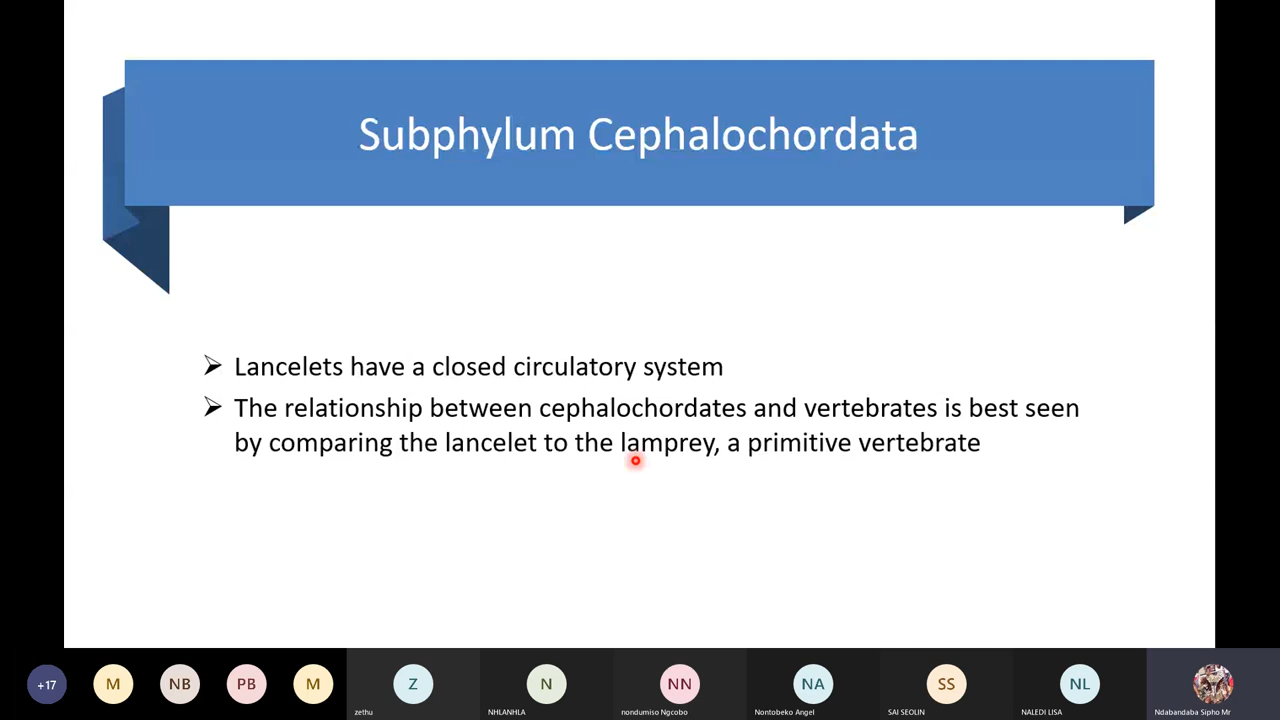 Subphylum Cephalochordata
Lancelets have a closed circulatory system
The relationship between cephalochordates and vertebrates is best seen
by comparing the lancelet to the lamprey, a primitive vertebrate
+17
M
NB
PB
M
Z
N
NN
NA
SS
NL
zethu
NHLANHLA
nondumiso Ngcobo
Nontobeko Angel
SAI SEOLIN
NALEDI LISA
Ndabandaba Sipho Mr